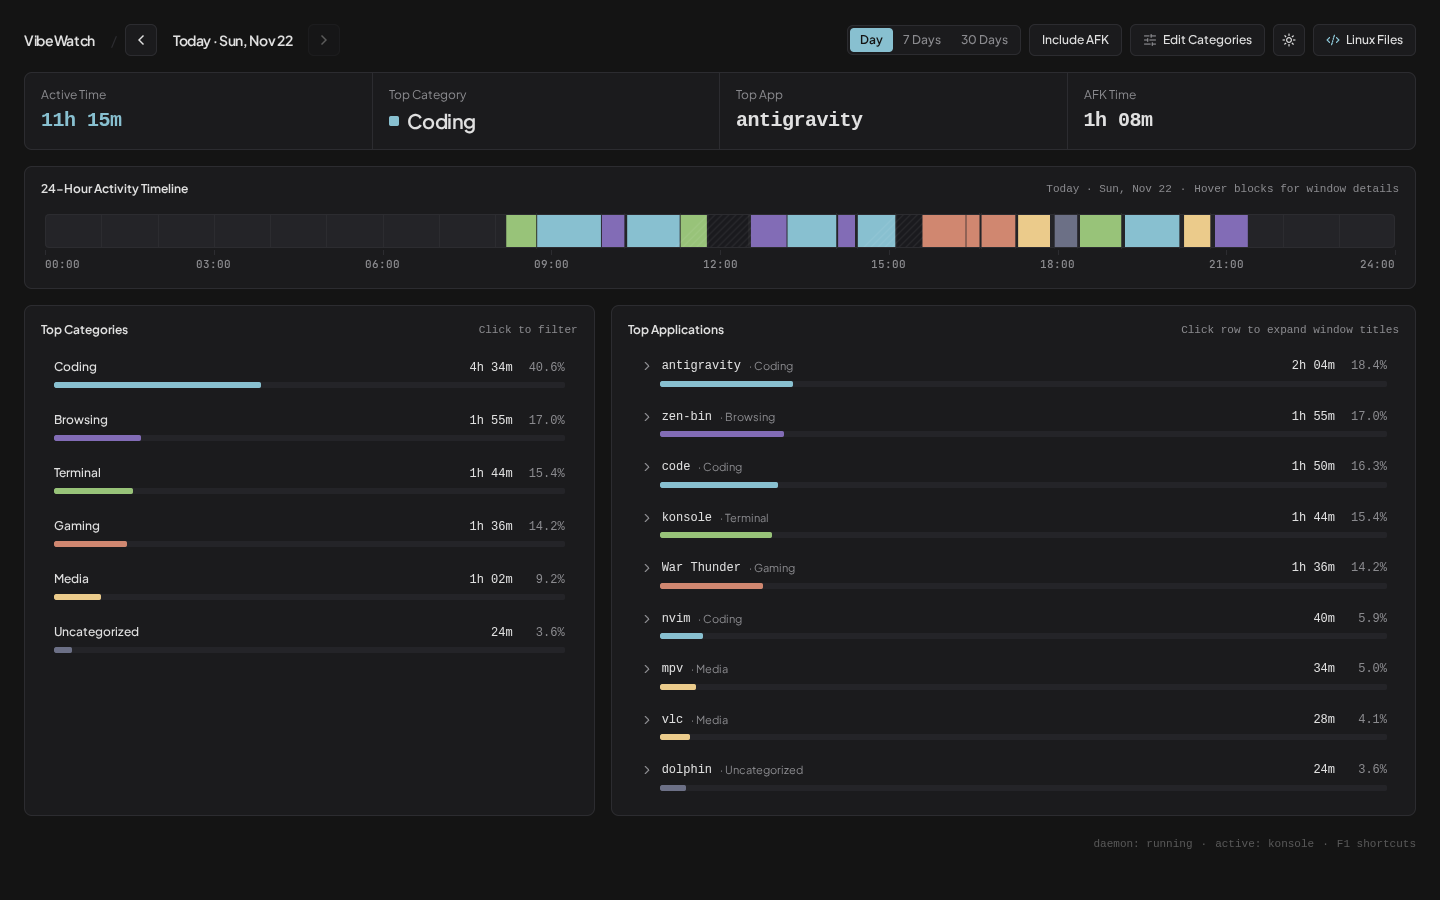 VibeWatch / Today · Sun, Nov 22 Day 7 Days 30 Days Include AFK Edit Categories Linux Files
Active Time Top Category Top App AFK Time
11h 15m Coding antigravity 1h 08m
24-Hour Activity Timeline Today · Sun, Nov 22 · Hover blocks for window details
00:00 03:00 06:00 09:00 12:00 15:00 18:00 21:00 24:00
Top Categories Click to filter
Coding 4h 34m 40.6%
Browsing 1h 55m 17.0%
Terminal 1h 44m 15.4%
Gaming 1h 36m 14.2%
Media 1h 02m 9.2%
Uncategorized 24m 3.6%
Top Applications Click row to expand window titles
antigravity · Coding 2h 04m 18.4%
zen-bin · Browsing 1h 55m 17.0%
code · Coding 1h 50m 16.3%
konsole · Terminal 1h 44m 15.4%
War Thunder · Gaming 1h 36m 14.2%
nvim · Coding 40m 5.9%
mpv · Media 34m 5.0%
vlc · Media 28m 4.1%
dolphin · Uncategorized 24m 3.6%
daemon: running · active: konsole · F1 shortcuts